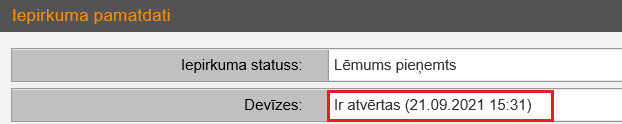 Iepirkuma pamatdati
Iepirkuma statuss: Lēmums pieņemts
Devīzes: Ir atvērtas (21.09.2021 15:31)